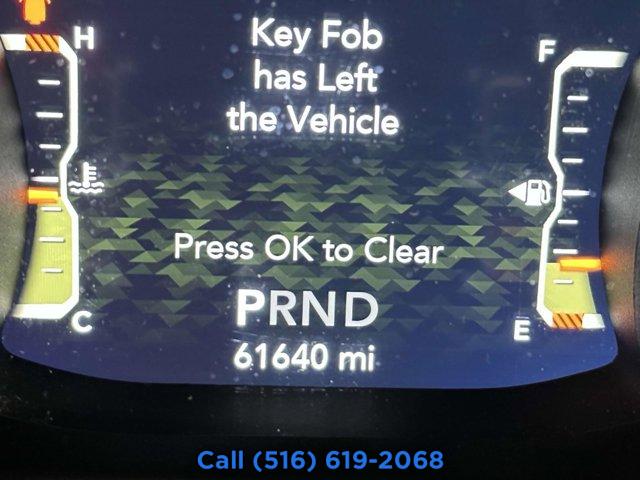 Key Fob
has Left
the Vehicle
H
F
Press OK to Clear
PRND
C
E
61640 mi
Call (516) 619-2068